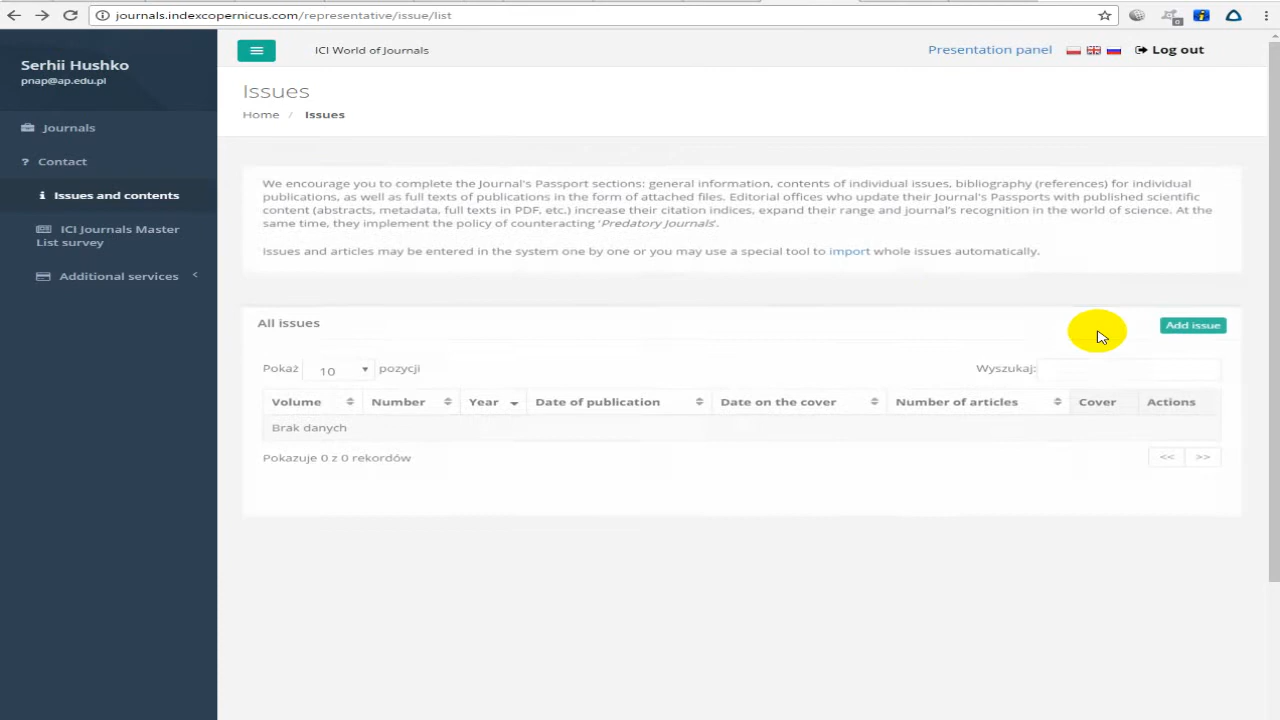 journals.indexcopernicus.com/representative/issue/list
Serhii Hushko
pnap@ap.edu.pl
Journals
? Contact
Issues and contents
ICI Journals Master
List survey
Additional services
ICI World of Journals
Presentation panel
Log out
Issues
Home / Issues
We encourage you to complete the Journal's Passport sections: general information, contents of individual issues, bibliography (references) for individual
publications, as well as full texts of publications in the form of attached files. Editorial offices who update their Journal's Passports with published scientific
content (abstracts, metadata, full texts in PDF, etc.) increase their citation indices, expand their range and journal's recognition in the world of science. At the
same time, they implement the policy of counteracting 'Predatory Journals'.
Issues and articles may be entered in the system one by one or you may use a special tool to import whole issues automatically.
All issues
Add issue
Pokaż 10 pozycji
Wyszukaj:
Volume Number Year Date of publication Date on the cover Number of articles Cover Actions
Brak danych
Pokazuje 0 z 0 rekordów
<< >>